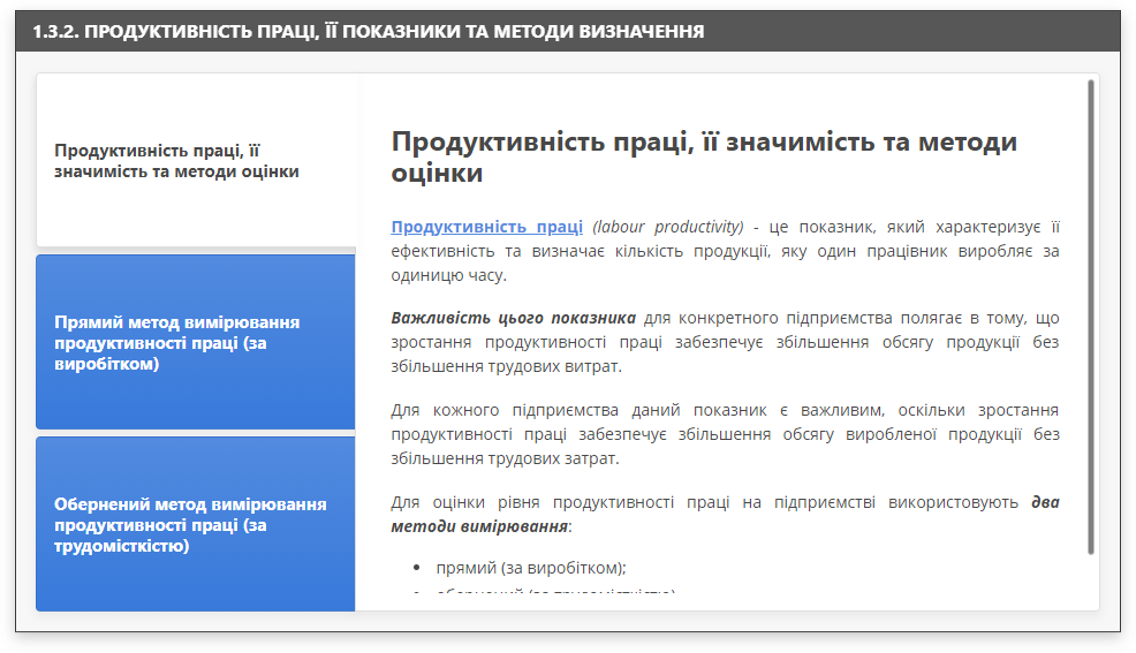 1.3.2. ПРОДУКТИВНІСТЬ ПРАЦІ, ЇЇ ПОКАЗНИКИ ТА МЕТОДИ ВИЗНАЧЕННЯ
Продуктивність праці, її
значимість та методи оцінки
Прямий метод вимірювання
продуктивності праці (за
виробітком)
Обернений метод вимірювання
продуктивності праці (за
трудомісткістю)
Продуктивність праці, її значимість та методи
оцінки
Продуктивність праці (labour productivity) - це показник, який характеризує її
ефективність та визначає кількість продукції, яку один працівник виробляє за
одиницю часу.
Важливість цього показника для конкретного підприємства полягає в тому, що
зростання продуктивності праці забезпечує збільшення обсягу продукції без
збільшення трудових витрат.
Для кожного підприємства даний показник є важливим, оскільки зростання
продуктивності праці забезпечує збільшення обсягу виробленої продукції без
збільшення трудових затрат.
Для оцінки рівня продуктивності праці на підприємстві використовують два
методи вимірювання:
• прямий (за виробітком);